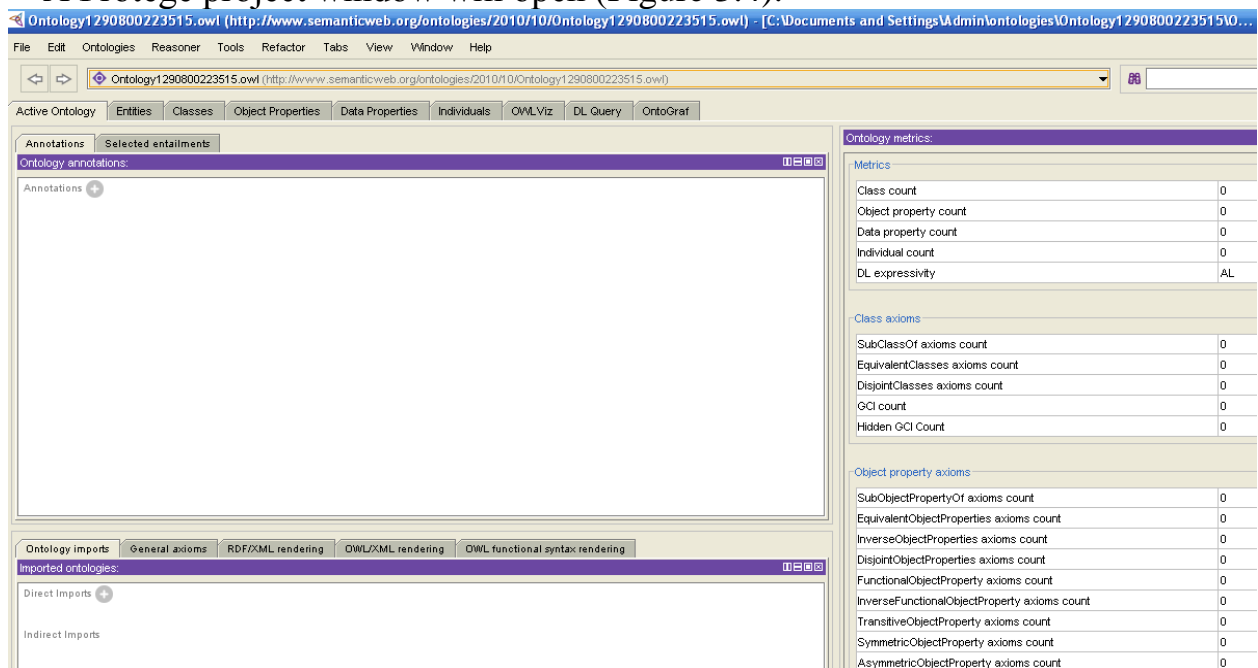 A Protégé project window will open (Figure 3.4).
Ontology1290800223515.owl (http://www.semanticweb.org/ontologies/2010/10/Ontology1290800223515.owl) - [C:\Documents and Settings\Admin\ontologies\Ontology1290800223515\O...
File Edit Ontologies Reasoner Tools Refactor Tabs View Window Help
Ontology1290800223515.owl (http://www.semanticweb.org/ontologies/2010/10/Ontology1290800223515.owl)
Active Ontology Entities Classes Object Properties Data Properties Individuals OWLViz DL Query OntoGraf
Annotations Selected entailments
Ontology annotations:
Annotations
Ontology imports General axioms RDF/XML rendering OWL/XML rendering OWL functional syntax rendering
Imported ontologies:
Direct Imports
Indirect Imports
Ontology metrics:
Metrics
Class count 0
Object property count 0
Data property count 0
Individual count 0
DL expressivity AL
Class axioms
SubClassOf axioms count 0
EquivalentClasses axioms count 0
DisjointClasses axioms count 0
GCI count 0
Hidden GCI Count 0
Object property axioms
SubObjectPropertyOf axioms count 0
EquivalentObjectProperties axioms count 0
InverseObjectProperties axioms count 0
DisjointObjectProperties axioms count 0
FunctionalObjectProperty axioms count 0
InverseFunctionalObjectProperty axioms count 0
TransitiveObjectProperty axioms count 0
SymmetricObjectProperty axioms count 0
AsymmetricObjectProperty axioms count 0